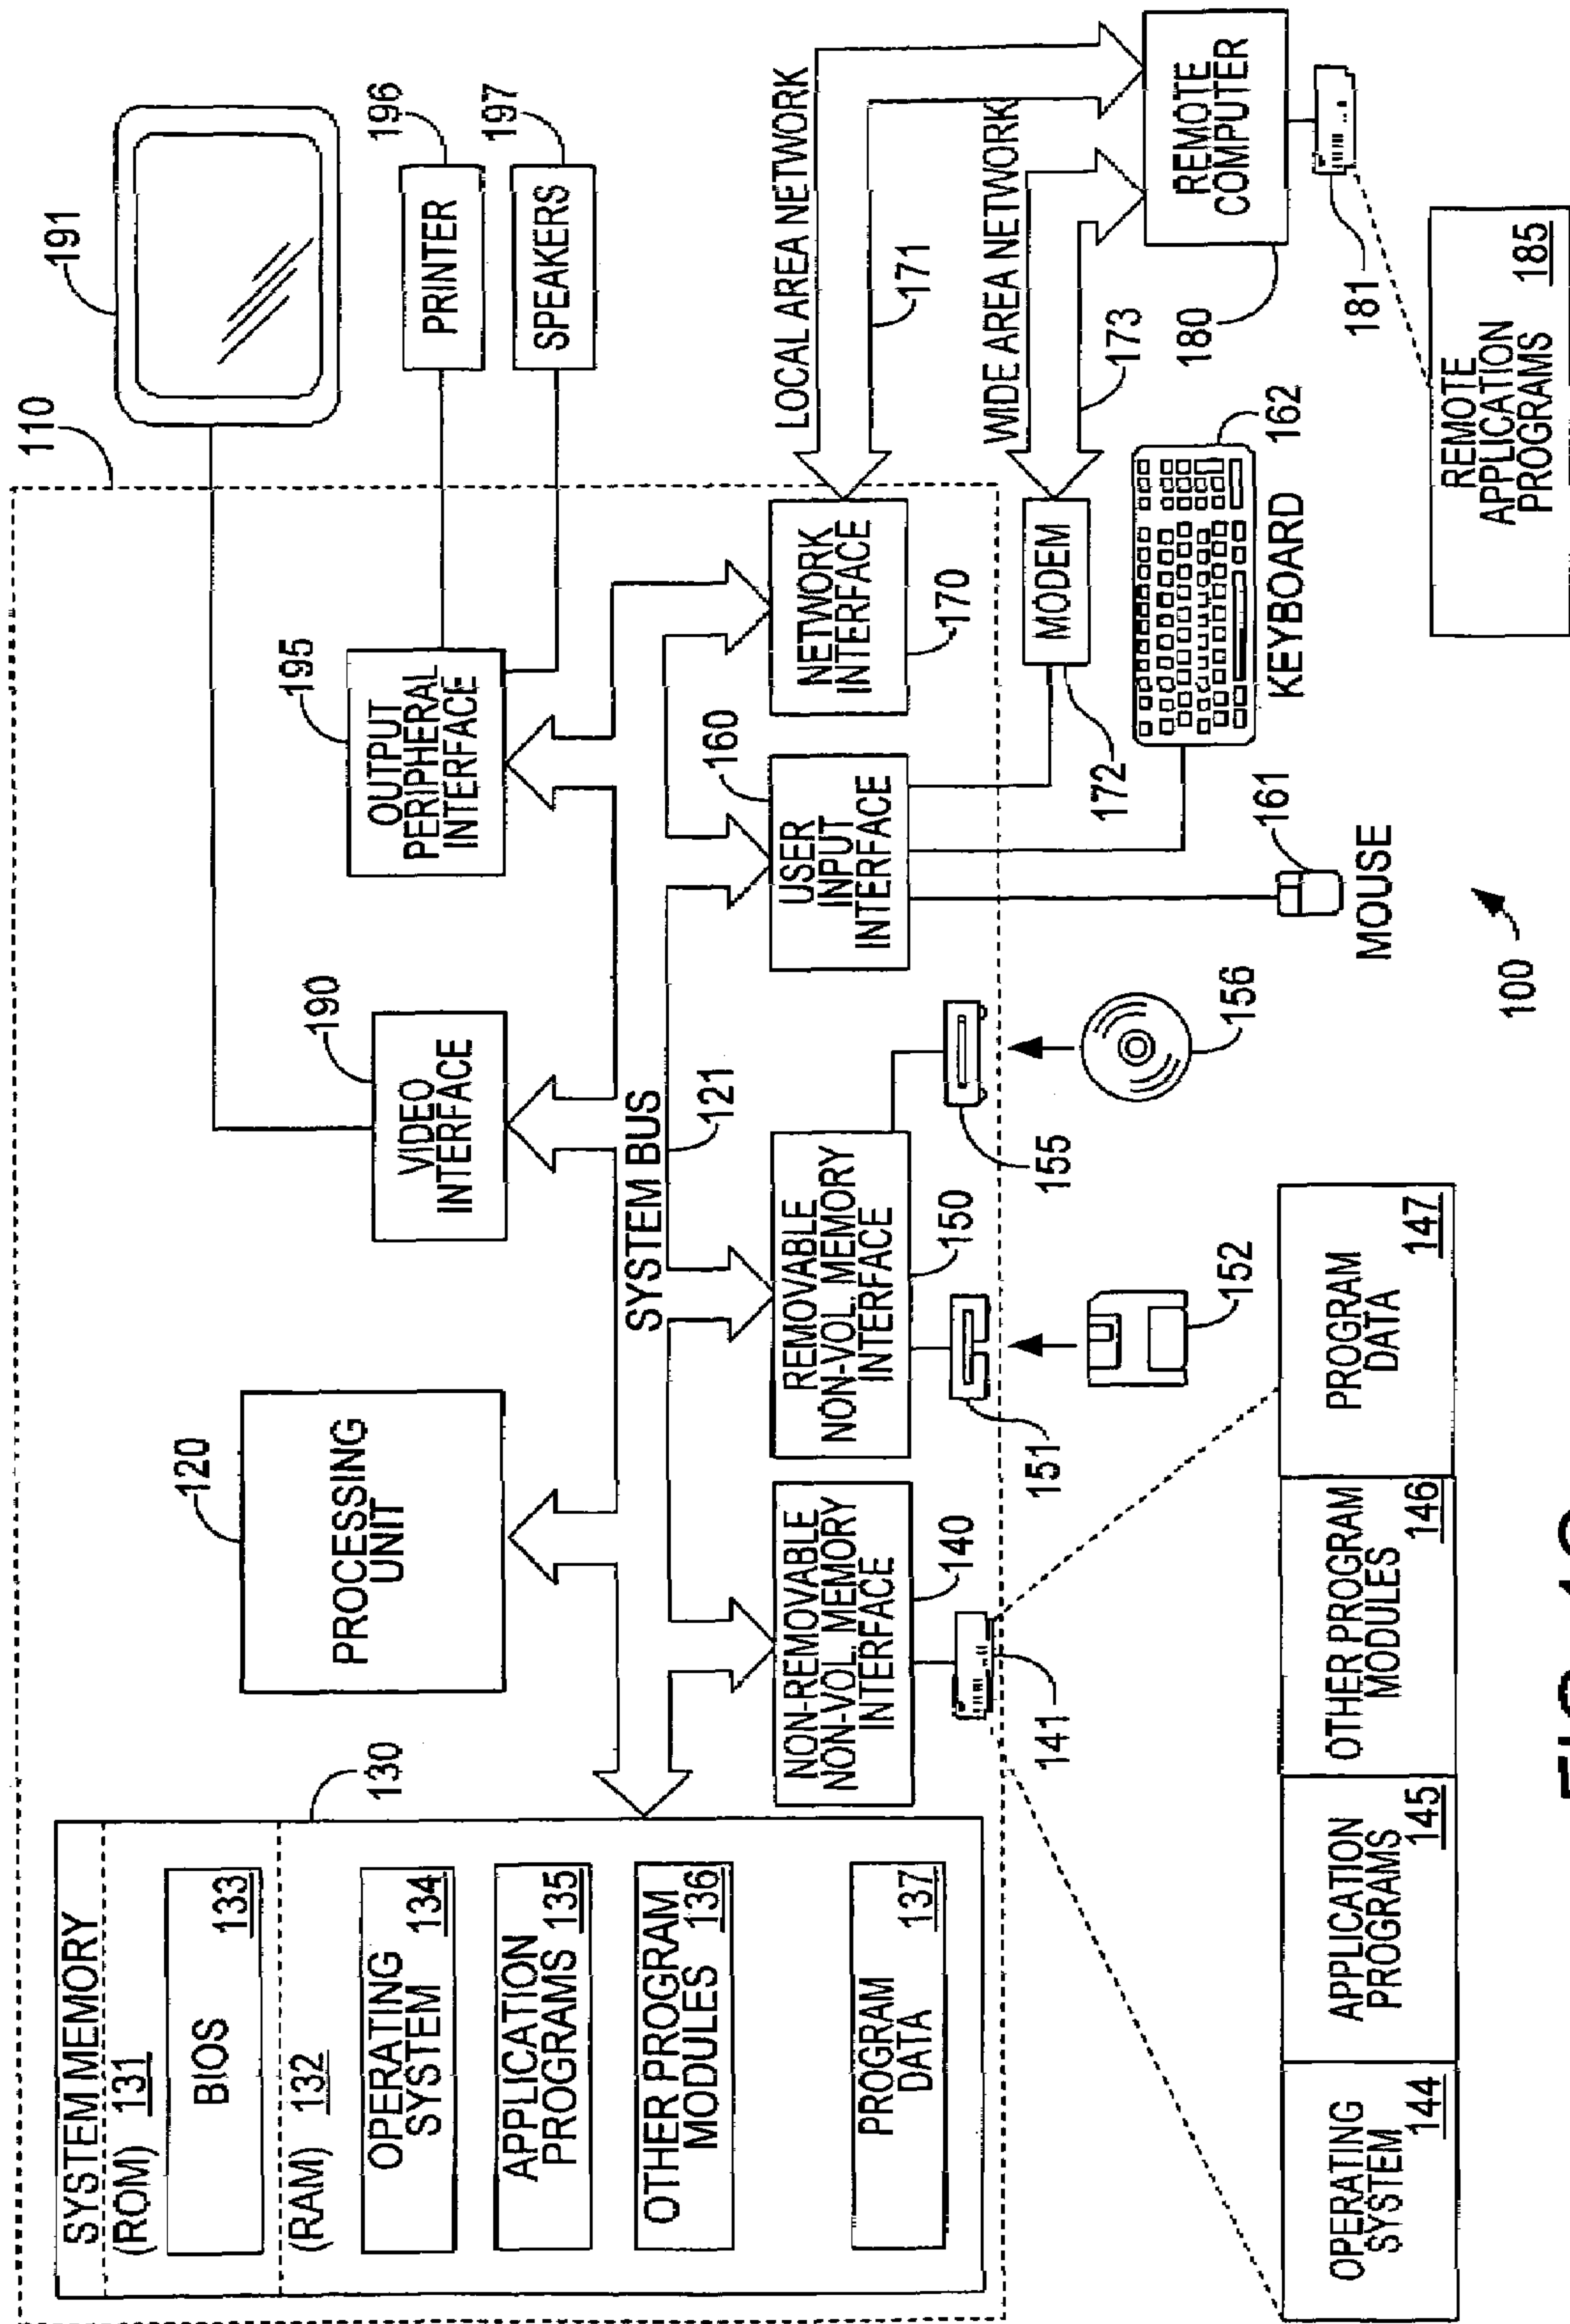 SYSTEM MEMORY
(ROM) 131
BIOS
133
(RAM) 132
OPERATING
SYSTEM 134
APPLICATION
PROGRAMS 135
OTHER PROGRAM
MODULES 136
PROGRAM
DATA 137
130
120
PROCESSING
UNIT
190
VIDEO
INTERFACE
195
OUTPUT
PERIPHERAL
INTERFACE
110
191
PRINTER
196
SPEAKERS
197
SYSTEM BUS
121
NON-REMOVABLE
NON-VOL. MEMORY
INTERFACE
140
REMOVABLE
NON-VOL. MEMORY
INTERFACE
150
160
USER
INPUT
INTERFACE
NETWORK
INTERFACE
170
LOCAL AREA NETWORK
171
WIDE AREA NETWORK
173
141
151
155
172
MODEM
152
156
161
MOUSE
162
KEYBOARD
REMOTE
COMPUTER
180
181
REMOTE
APPLICATION
PROGRAMS
185
OPERATING
SYSTEM
144
APPLICATION
PROGRAMS
145
OTHER PROGRAM
MODULES
146
PROGRAM
DATA
147
100